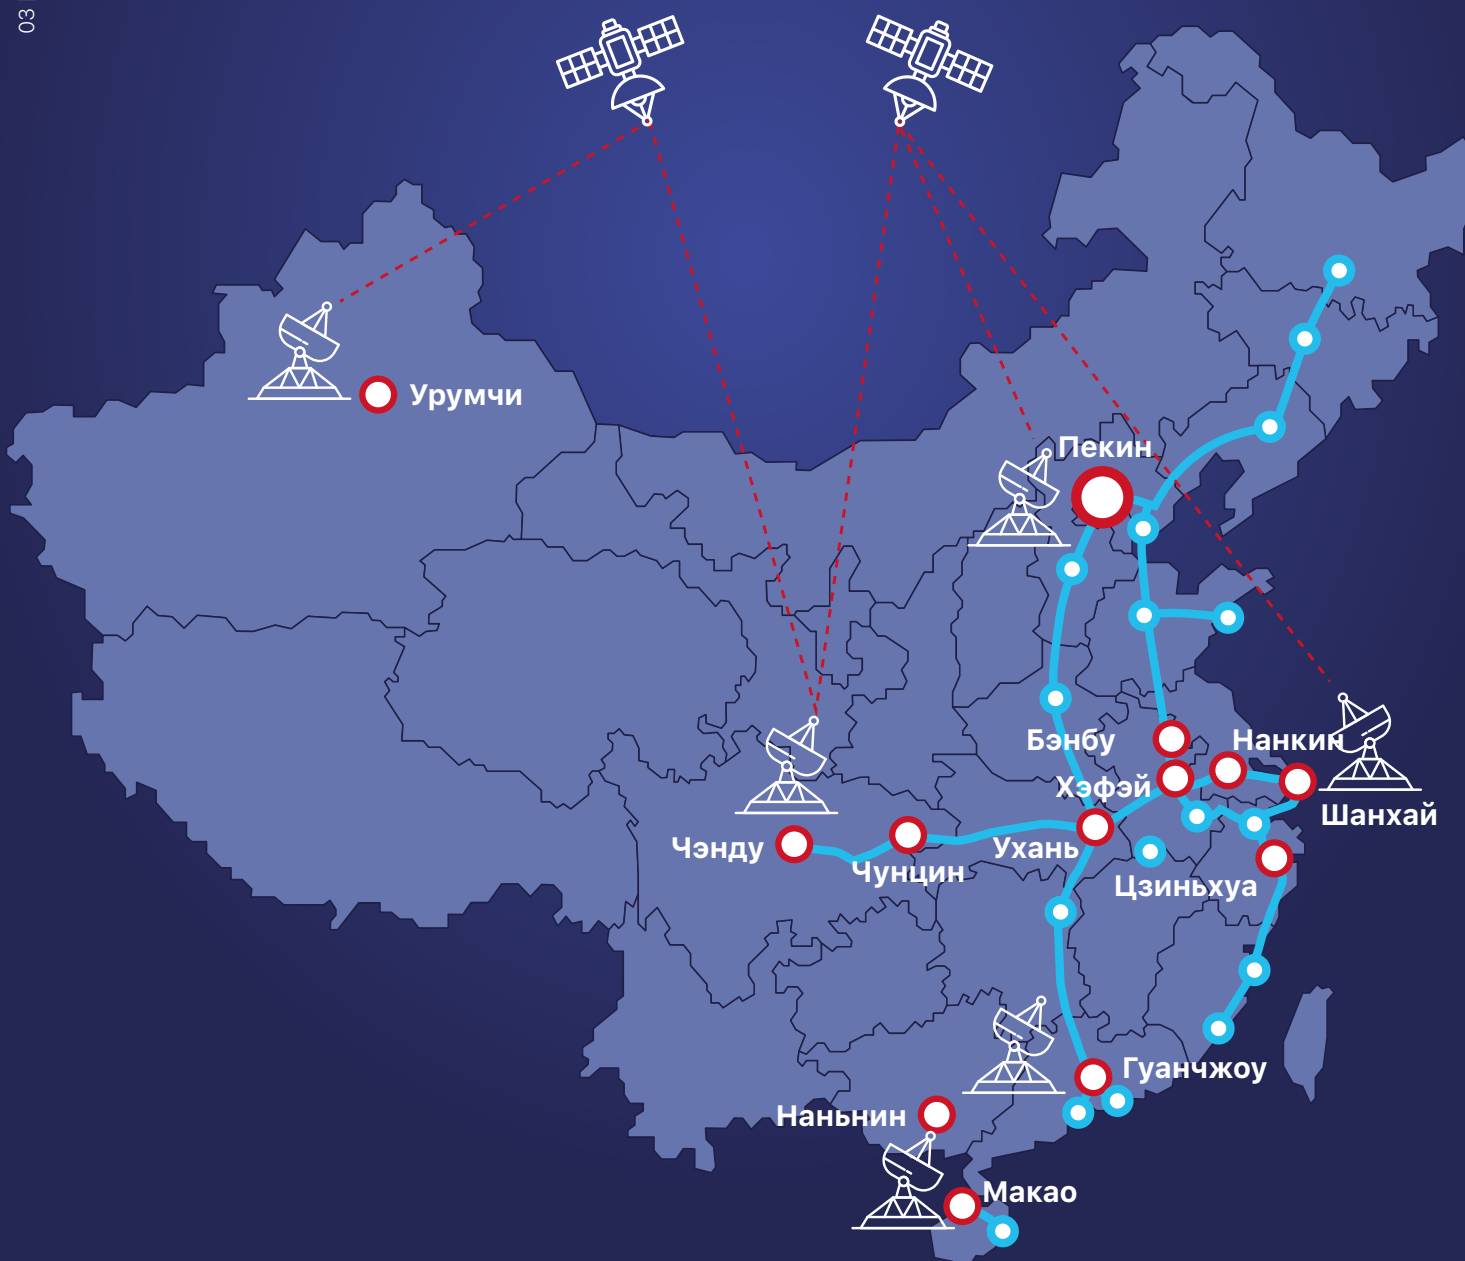 03
Урумчи
Пекин
Бэнбу
Нанкин
Хэфэй
Шанхай
Чэнду
Ухань
Чунцин
Цзиньхуа
Гуанчжоу
Наньнин
Макао